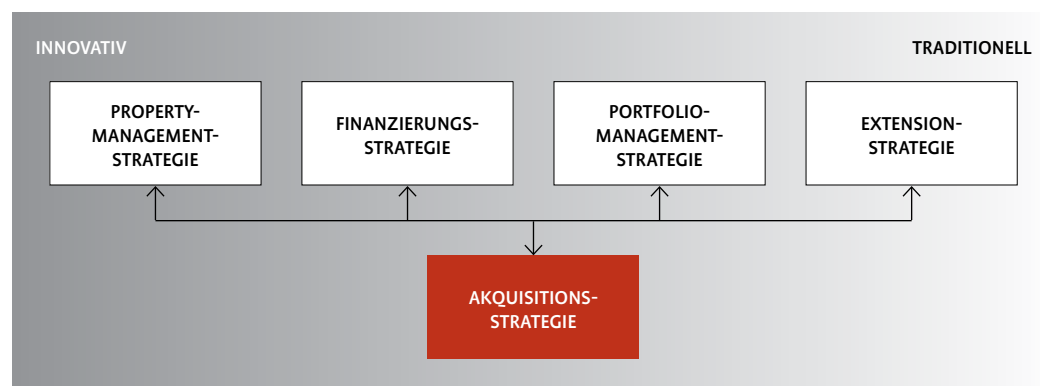 INNOVATIV
TRADITIONELL
PROPERTY-
MANAGEMENT-
STRATEGIE
FINANZIERUNGS-
STRATEGIE
PORTFOLIO-
MANAGEMENT-
STRATEGIE
EXTENSION-
STRATEGIE
AKQUISITIONS-
STRATEGIE